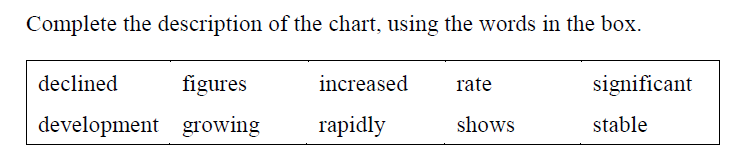 Complete the description of the chart, using the words in the box.
declined figures increased rate significant
development growing rapidly shows stable